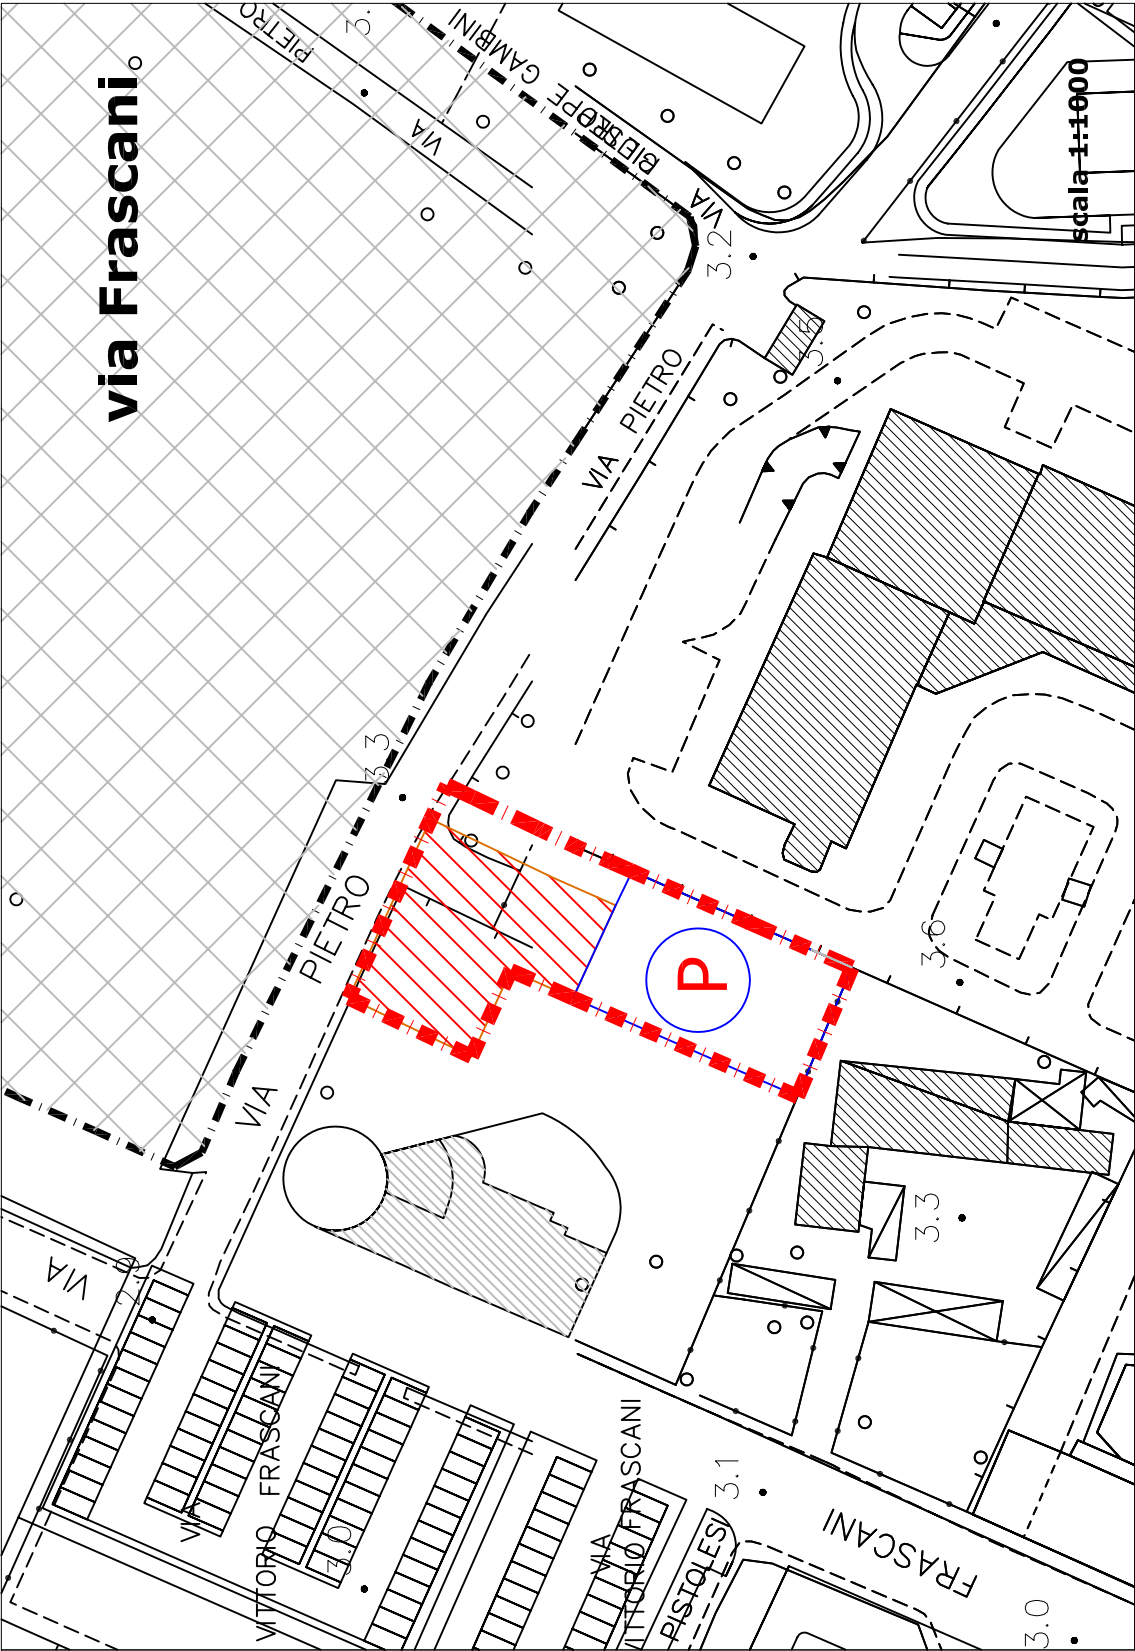 via Frascani
scala 1:1000
PIETRO
PIETRO
VIA
GAMBINI
GIUSEPPE
VIA
3.2
3.5
VIA PIETRO
3.3
VIA PIETRO
P
3.6
3.3
VIA
2.9
VIA
VITTORIO FRASCANI
3.0
VIA
VITTORIO FRASCANI
3.1
PISTOLESI
FRASCANI
3.0